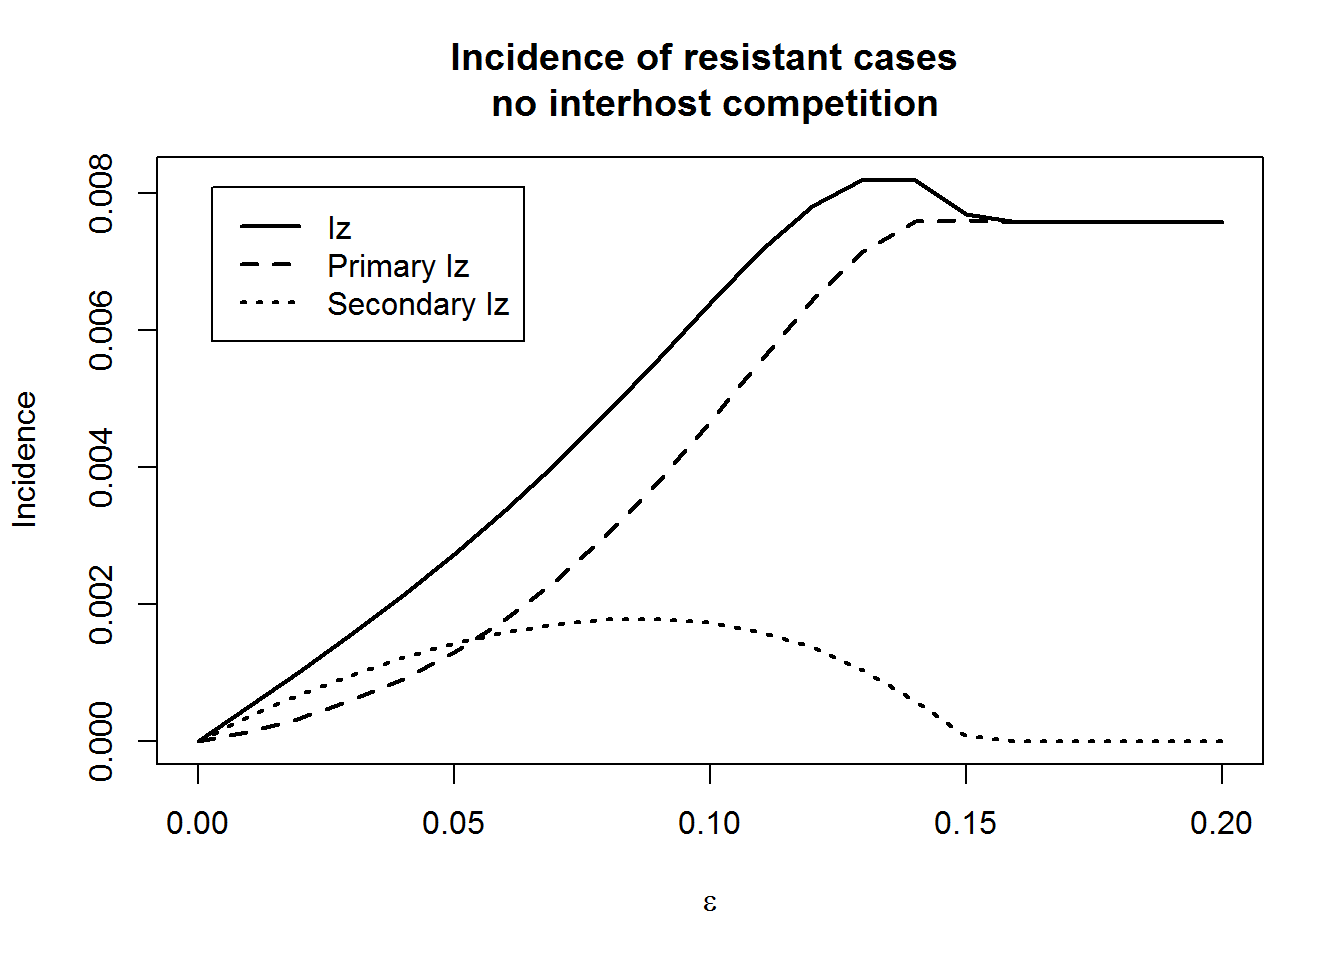 Incidence of resistant cases
no interhost competition
Iz
Primary Iz
Secondary Iz
Incidence
0.008
0.006
0.004
0.002
0.000
0.00 0.05 0.10 0.15 0.20
ε